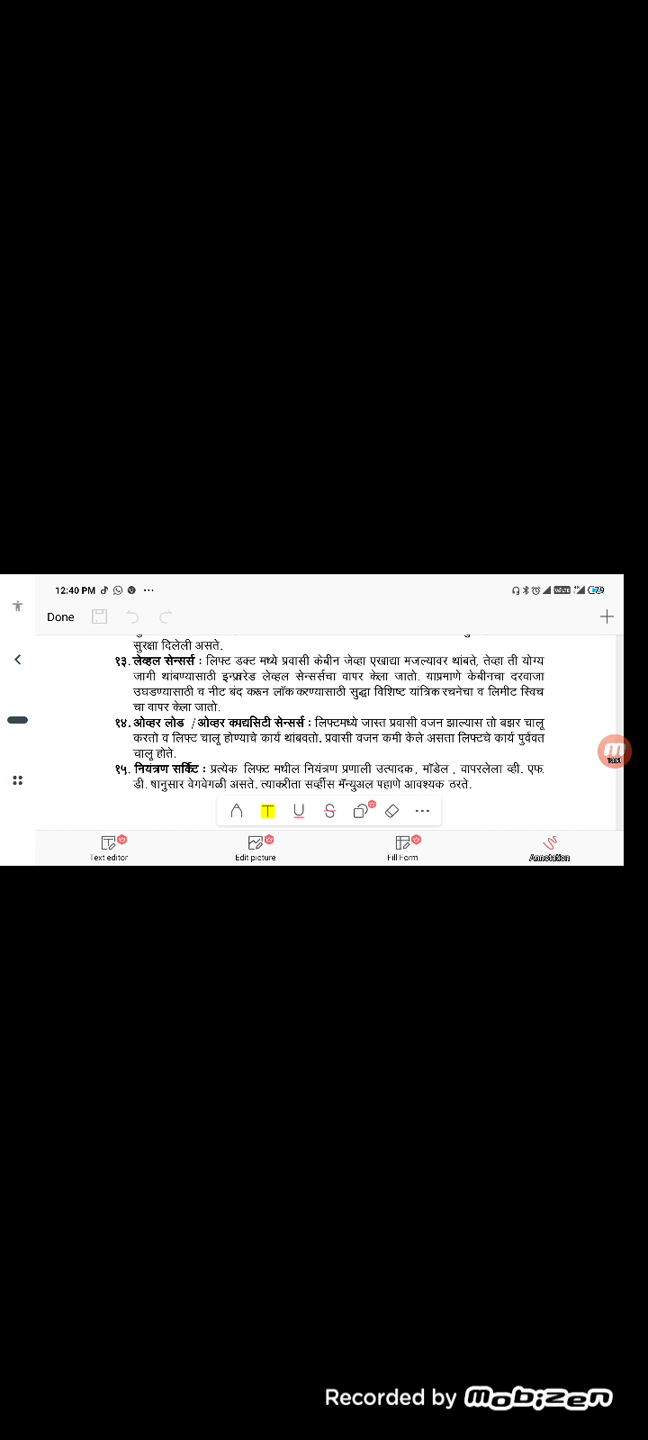 12:40 PM
79
Done
सुरक्षा दिलेली असते.
१३. लेव्हल सेन्सर्स : लिफ्ट डक्ट मध्ये प्रवासी केबीन जेव्हा एखाद्या मजल्यावर थांबते, तेव्हा ती योग्य
जागी थांबण्यासाठी इन्फ्रारेड लेव्हल सेन्सर्सचा वापर केला जातो. याप्रमाणे केबीनचा दरवाजा
उघडण्यासाठी व नीट बंद करून लॉक करण्यासाठी सुद्धा विशिष्ट यांत्रिक रचनेचा व लिमीट स्विच
चा वापर केला जातो.
१४. ओव्हर लोड / ओव्हर कपॅसिटी सेन्सर्स : लिफ्टमध्ये जास्त प्रवासी वजन झाल्यास तो बझर चालू
करतो व लिफ्ट चालू होण्याचे कार्य थांबवतो. प्रवासी वजन कमी केले असता लिफ्टचे कार्य पुर्ववत
चालू होते.
१५. नियंत्रण सर्किट : प्रत्येक लिफ्ट मधील नियंत्रण प्रणाली उत्पादक, मॉडेल, वापरलेला व्ही. एफ.
डी. षानुसार वेगवेगळी असते. त्याकरीता सर्व्हीस मॅन्युअल पहाणे आवश्यक ठरते.
Text editor
Edit picture
Fill Form
Annotation
Recorded by Mobizen